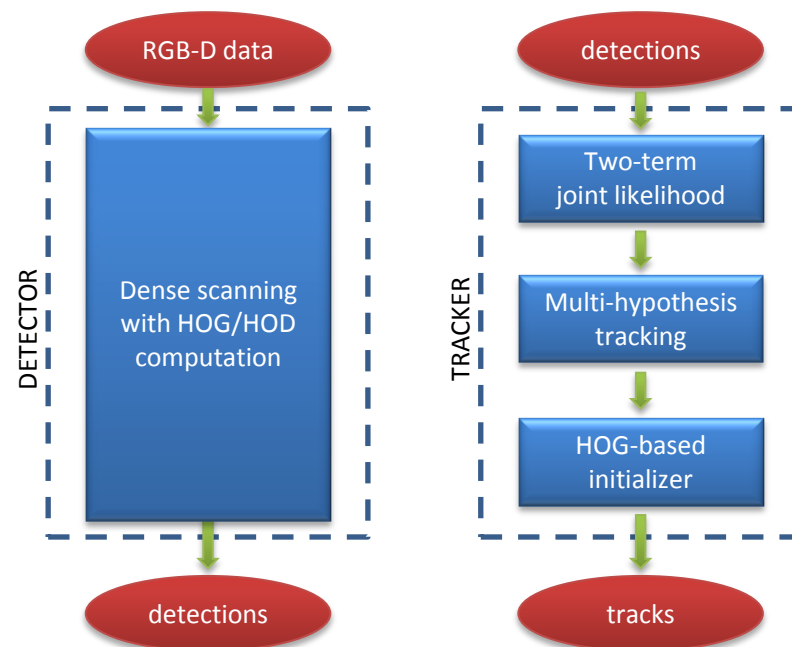 RGB-D data
DETECTOR
Dense scanning
with HOG/HOD
computation
detections
detections
TRACKER
Two-term
joint likelihood
Multi-hypothesis
tracking
HOG-based
initializer
tracks